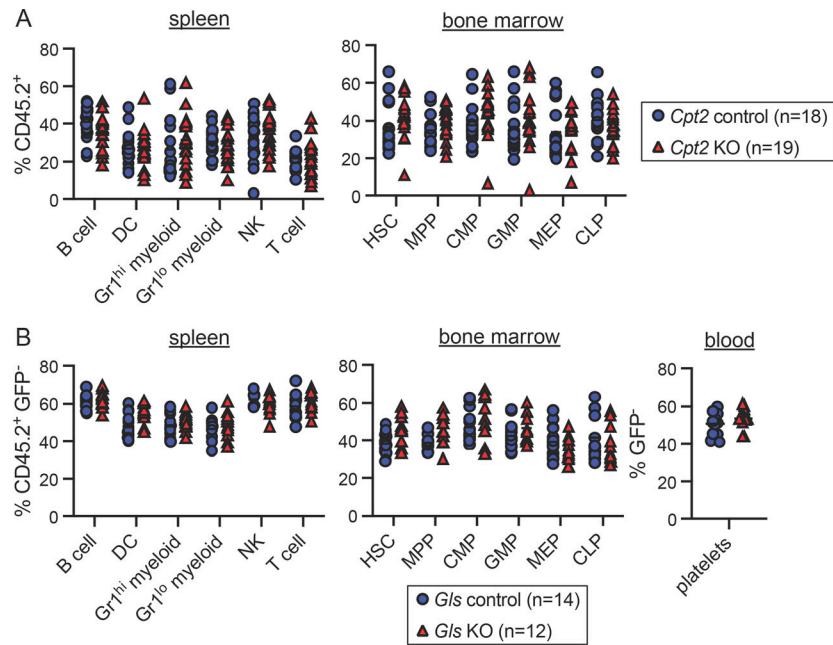 A
spleen
bone marrow
% CD45.2+
80
60
40
20
0
B cell
DC
Gr1hi myeloid
Gr1lo myeloid
NK
T cell
80
60
40
20
0
HSC
MPP
CMP
GMP
MEP
CLP
Cpt2 control (n=18)
Cpt2 KO (n=19)
B
spleen
bone marrow
blood
% CD45.2+ GFP-
80
60
40
20
0
B cell
DC
Gr1hi myeloid
Gr1lo myeloid
NK
T cell
80
60
40
20
0
HSC
MPP
CMP
GMP
MEP
CLP
% GFP-
80
60
40
20
0
platelets
Gls control (n=14)
Gls KO (n=12)